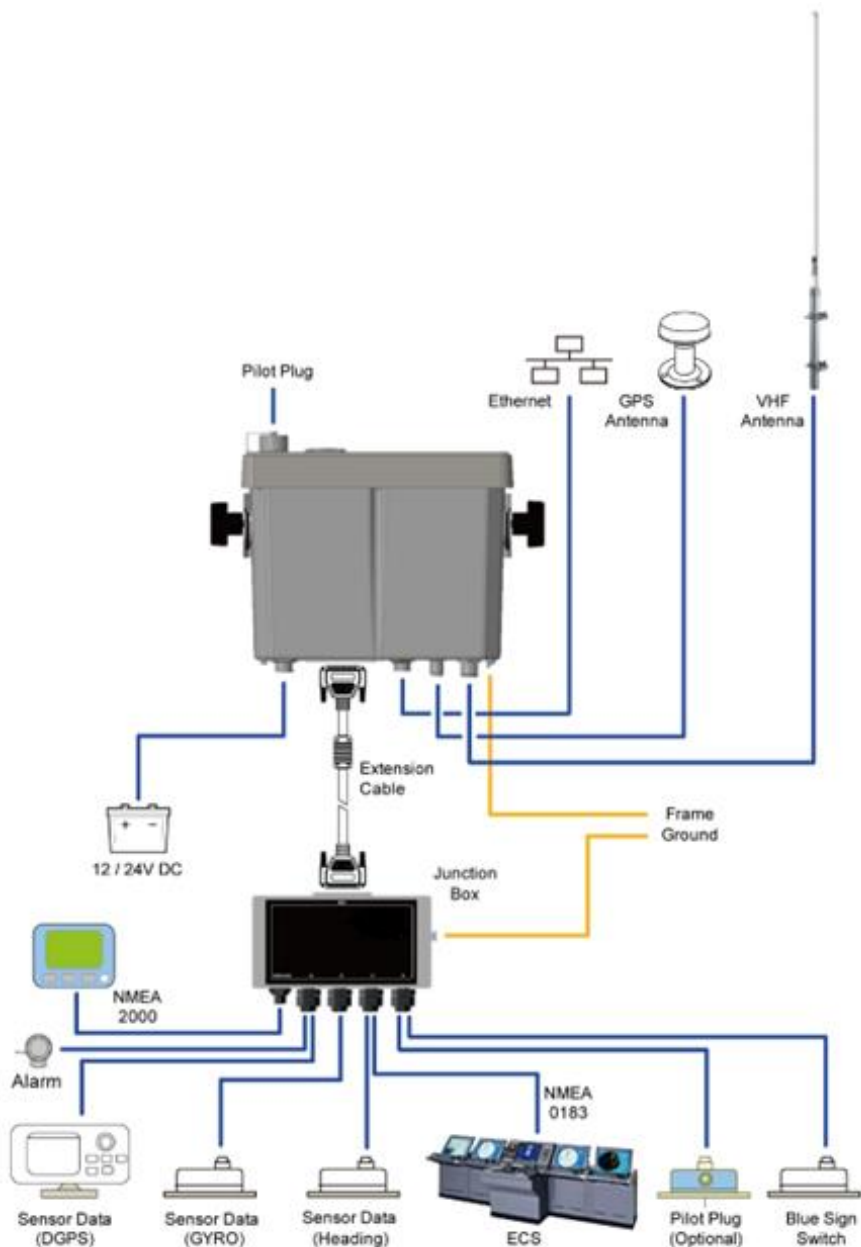 Pilot Plug
Ethernet
GPS
Antenna
VHF
Antenna
Extension
Cable
12 / 24V DC
Frame
Ground
Junction
Box
NMEA
2000
Alarm
NMEA
0183
Sensor Data
(DGPS)
Sensor Data
(GYRO)
Sensor Data
(Heading)
ECS
Pilot Plug
(Optional)
Blue Sign
Switch